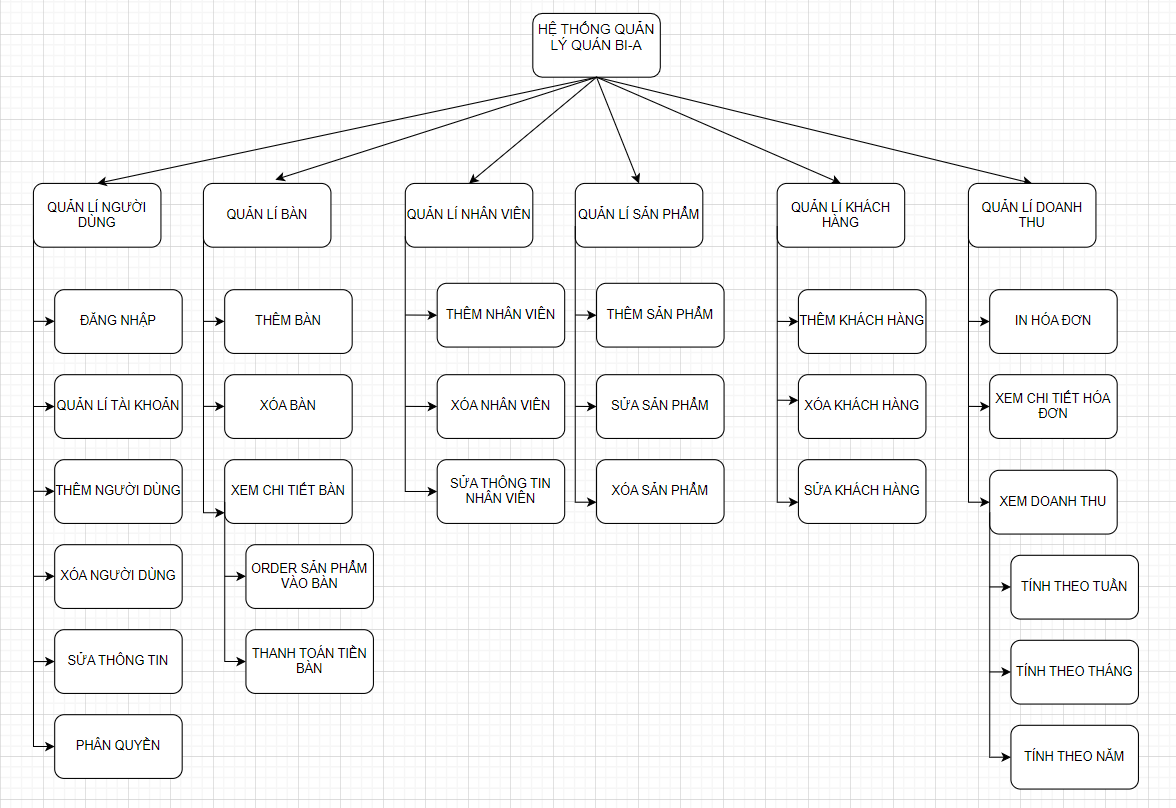 HỆ THỐNG QUẢN
LÝ QUÁN BI-A
QUẢN LÍ NGƯỜI
DÙNG
QUẢN LÍ BÀN
QUẢN LÍ NHÂN VIÊN
QUẢN LÍ SẢN PHẨM
QUẢN LÍ KHÁCH
HÀNG
QUẢN LÍ DOANH
THU
ĐĂNG NHẬP
QUẢN LÍ TÀI KHOẢN
THÊM NGƯỜI DÙNG
XÓA NGƯỜI DÙNG
SỬA THÔNG TIN
PHÂN QUYỀN
THÊM BÀN
XÓA BÀN
XEM CHI TIẾT BÀN
ORDER SẢN PHẨM
VÀO BÀN
THANH TOÁN TIỀN
BÀN
THÊM NHÂN VIÊN
XÓA NHÂN VIÊN
SỬA THÔNG TIN
NHÂN VIÊN
THÊM SẢN PHẨM
SỬA SẢN PHẨM
XÓA SẢN PHẨM
THÊM KHÁCH HÀNG
XÓA KHÁCH HÀNG
SỬA KHÁCH HÀNG
IN HÓA ĐƠN
XEM CHI TIẾT HÓA
ĐƠN
XEM DOANH THU
TÍNH THEO TUẦN
TÍNH THEO THÁNG
TÍNH THEO NĂM